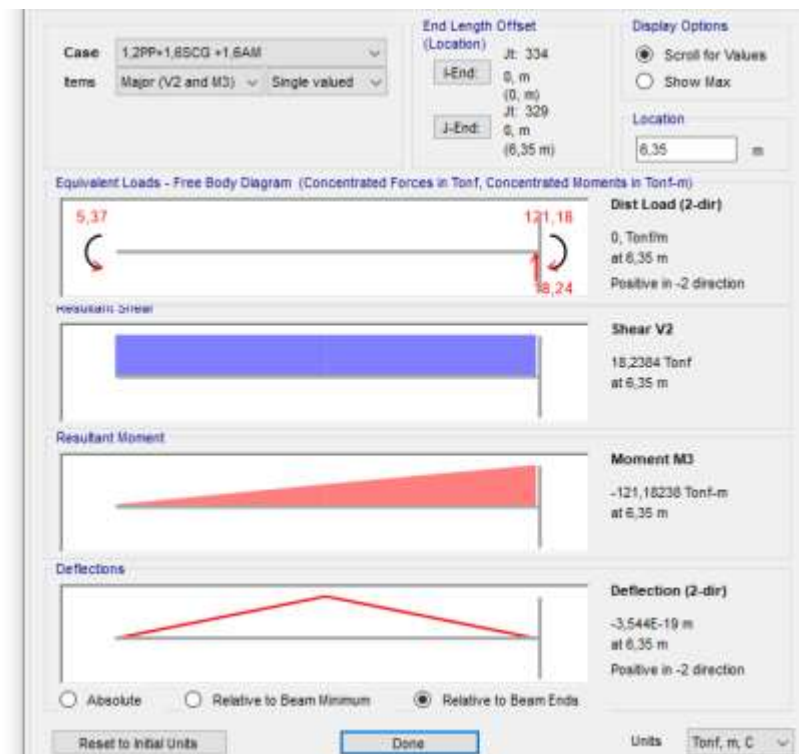 Case 1,2PP+1,6SCG +1,6AM
Items Major (V2 and M3) Single valued
End Length Offset
(Location)
I-End: Jt: 334
0, m
(0, m)
J-End: Jt: 329
0, m
(6,35 m)
Display Options
Scroll for Values
Show Max
Location
6,35 m
Equivalent Loads - Free Body Diagram (Concentrated Forces in Tonf, Concentrated Moments in Tonf-m)
5,37
121,18
18,24
Dist Load (2-dir)
0, Tonf/m
at 6,35 m
Positive in -2 direction
Resultant Shear
Shear V2
18,2384 Tonf
at 6,35 m
Resultant Moment
Moment M3
-121,18238 Tonf-m
at 6,35 m
Deflections
Deflection (2-dir)
-3,544E-19 m
at 6,35 m
Positive in -2 direction
Absolute Relative to Beam Minimum Relative to Beam Ends
Reset to Initial Units Done Units Tonf, m, C